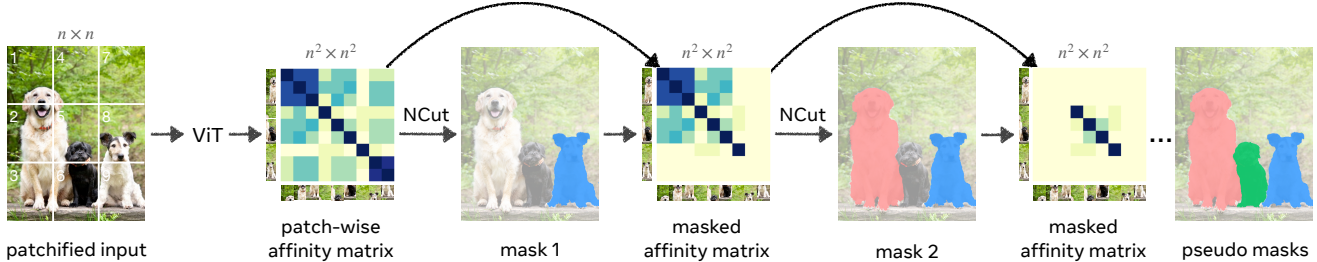 n × n
1 4 7
2 5 8
3 6 9
patchified input
ViT
n² × n²
patch-wise
affinity matrix
NCut
mask 1
n² × n²
masked
affinity matrix
NCut
mask 2
n² × n²
masked
affinity matrix
...
pseudo masks